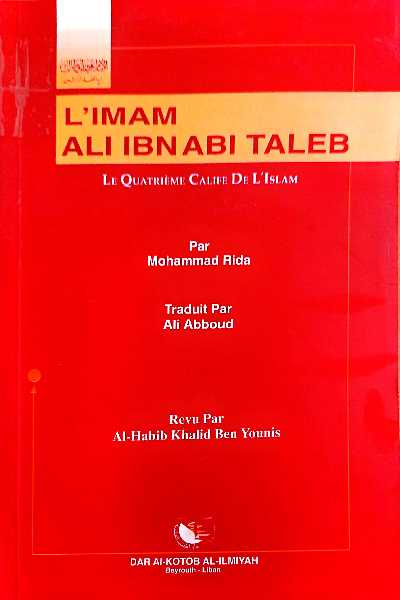 L'IMAM
ALI IBN ABI TALEB
LE QUATRIÈME CALIFE DE L'ISLAM
Par
Mohammad Rida
Traduit Par
Ali Abboud
Revu Par
Al-Habib Khalid Ben Younis
DAR Al-KOTOB AL-ILMIYAH
Beyrouth - Liban